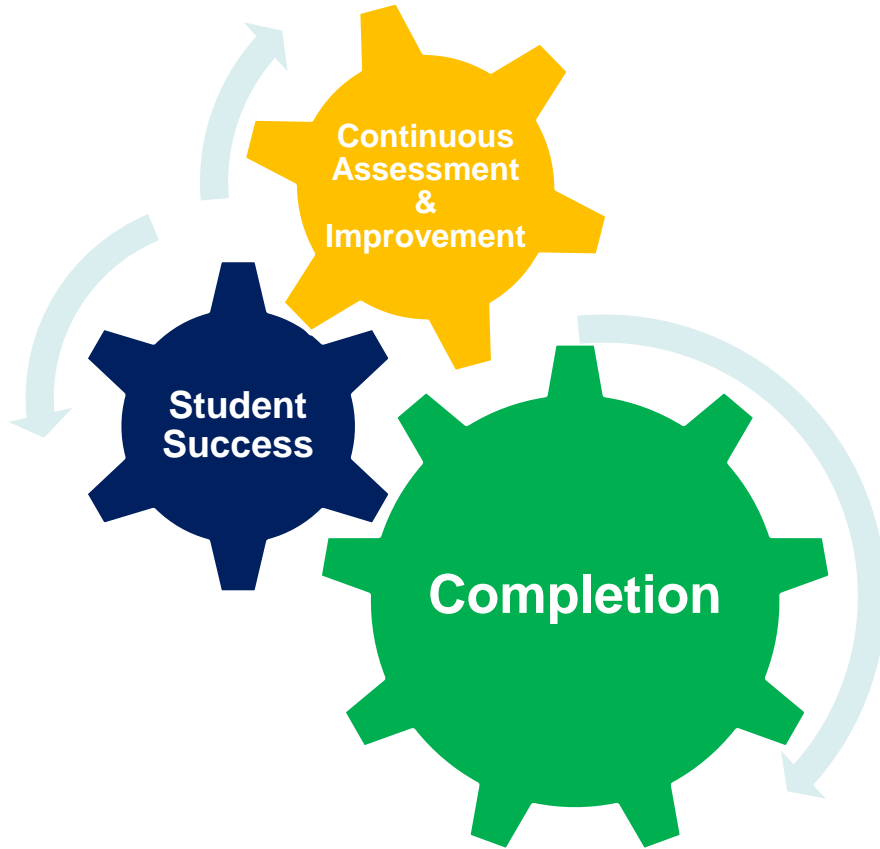 Continuous
Assessment
&
Improvement
Student
Success
Completion